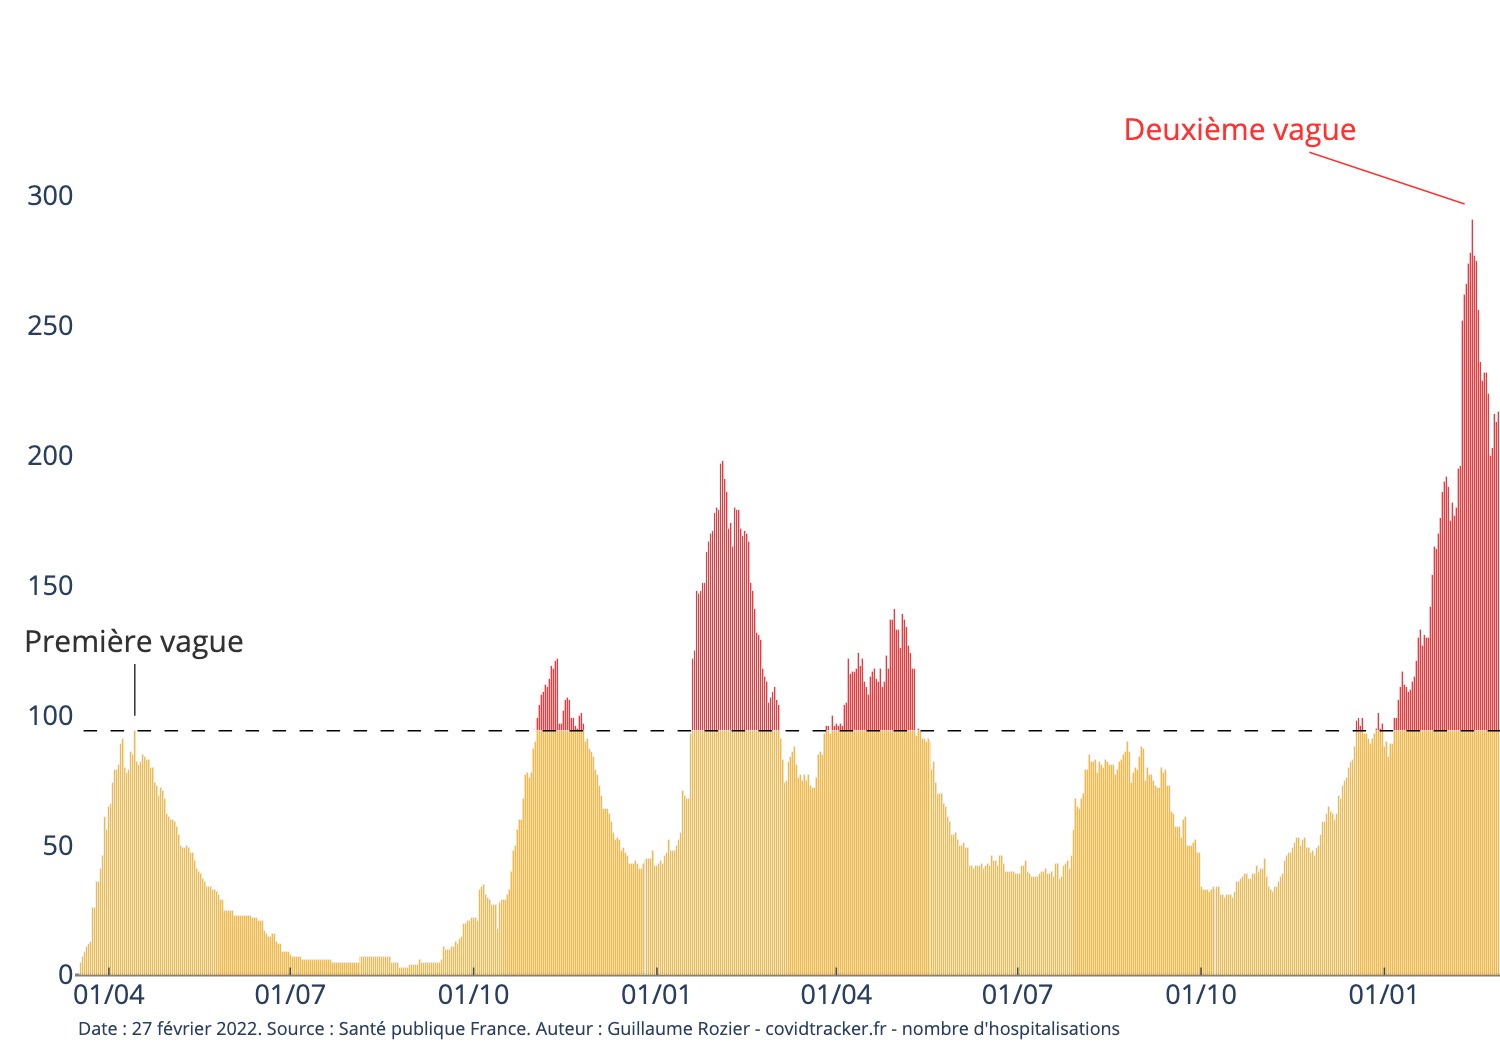 Deuxième vague
300
250
200
150
Première vague
100
50
0
01/04 01/07 01/10 01/01 01/04 01/07 01/10 01/01
Date : 27 février 2022. Source : Santé publique France. Auteur : Guillaume Rozier - covidtracker.fr - nombre d'hospitalisations